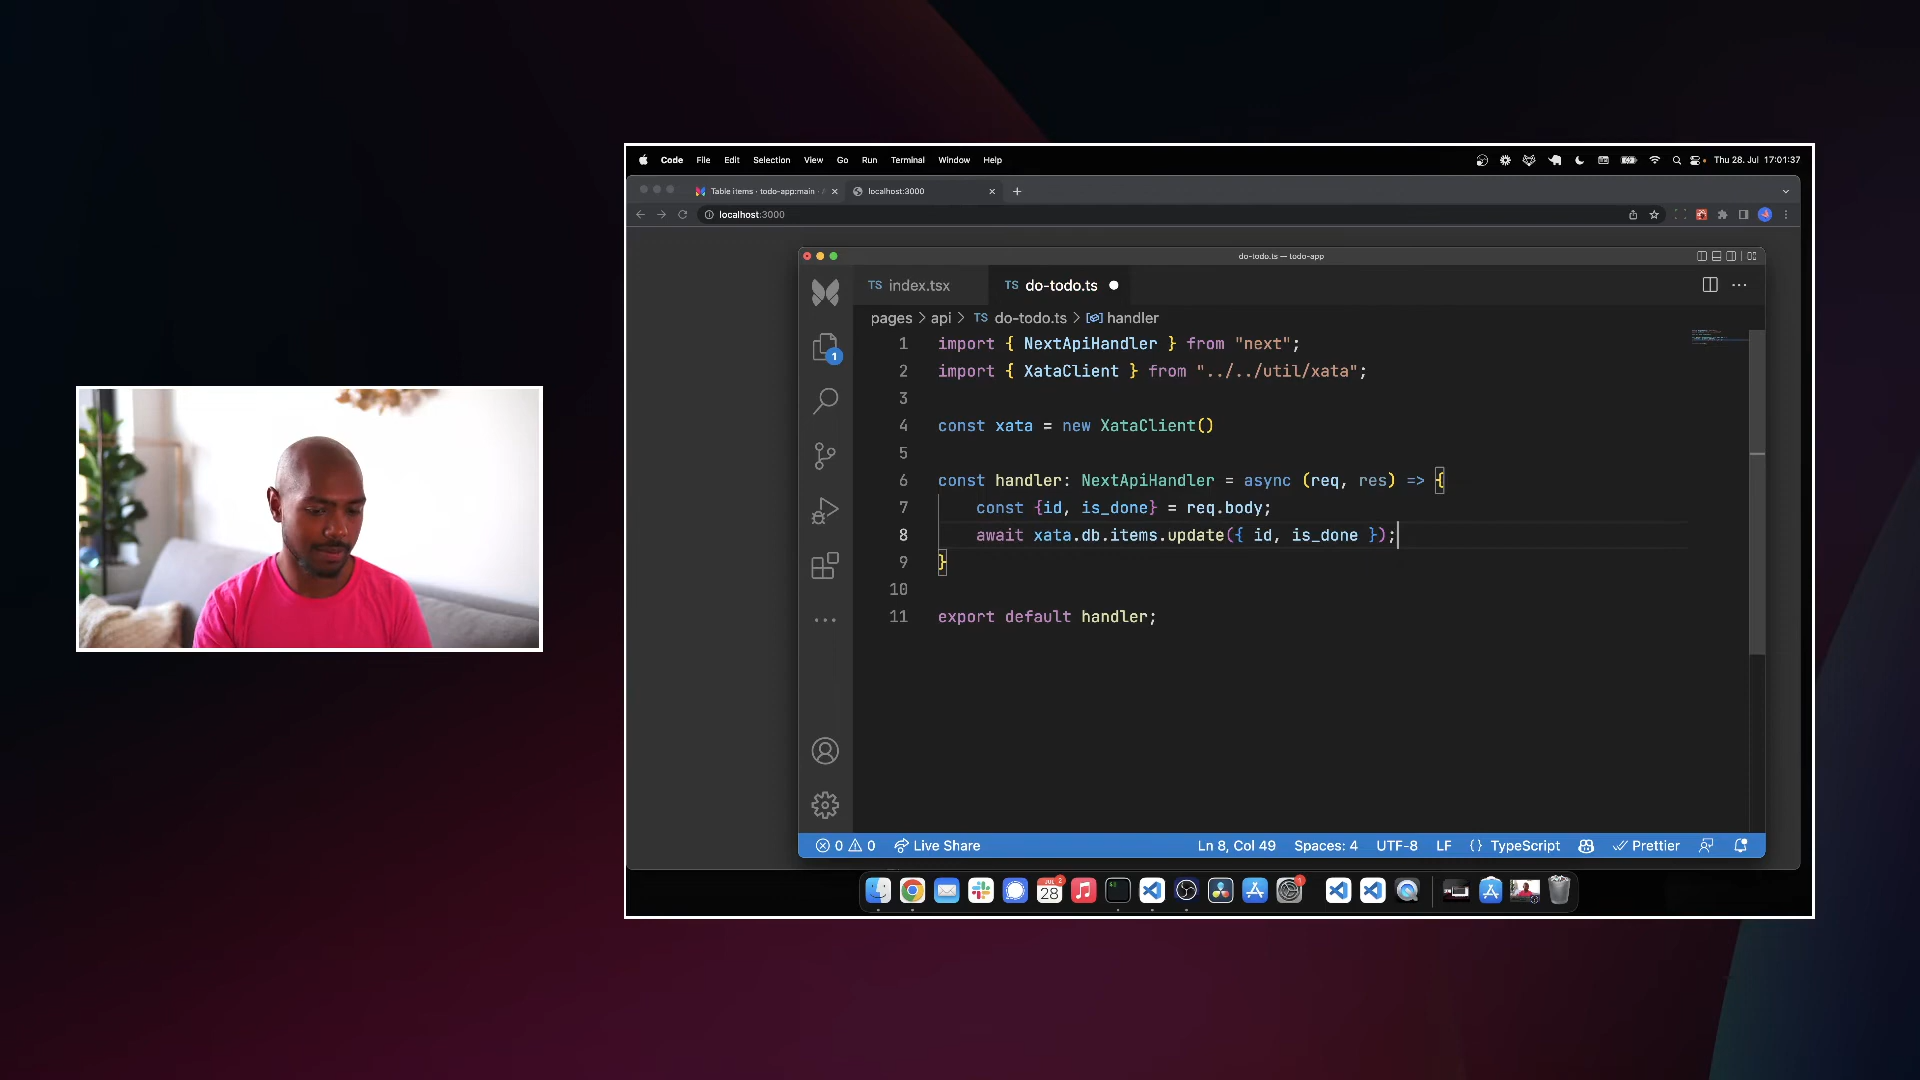 Code File Edit Selection View Go Run Terminal Window Help
Thu 28. Jul 17:01:37
Table items · todo-app:main ·
localhost:3000
localhost:3000
do-todo.ts — todo-app
TS index.tsx
TS do-todo.ts
pages > api > TS do-todo.ts > handler
1 import { NextApiHandler } from "next";
2 import { XataClient } from "../../util/xata";
3
4 const xata = new XataClient()
5
6 const handler: NextApiHandler = async (req, res) => {
7 const {id, is_done} = req.body;
8 await xata.db.items.update({ id, is_done });
9 }
10
11 export default handler;
1
0 0 Live Share
Ln 8, Col 49 Spaces: 4 UTF-8 LF {} TypeScript Prettier
JUL
28
2
1